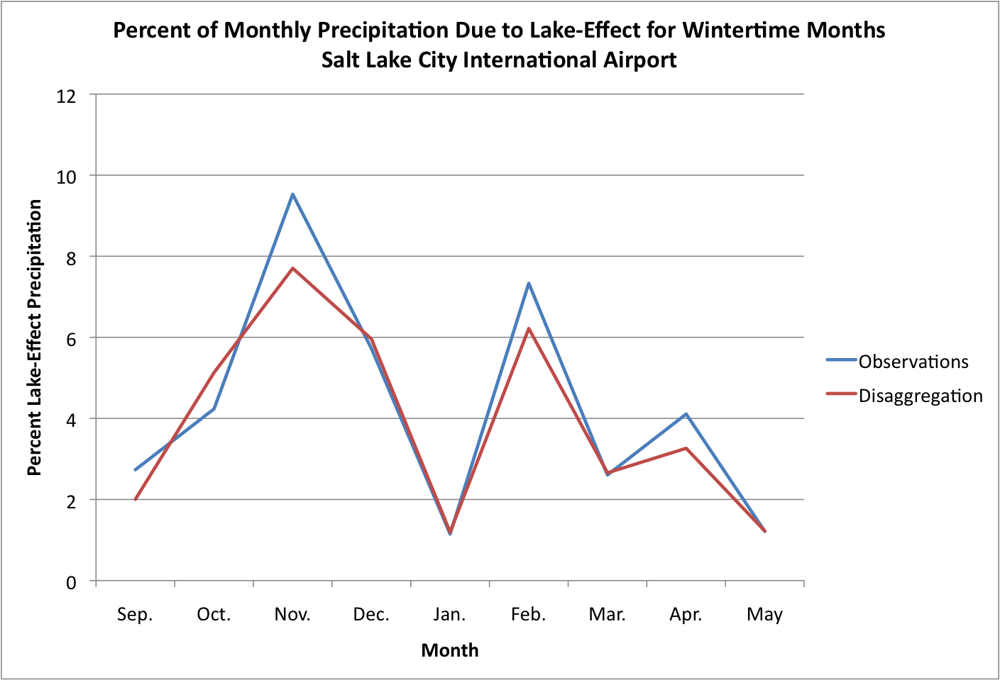 Percent of Monthly Precipitation Due to Lake-Effect for Wintertime Months
Salt Lake City International Airport
Percent Lake-Effect Precipitation
12
10
8
6
4
2
0
Sep. Oct. Nov. Dec. Jan. Feb. Mar. Apr. May
Month
Observations
Disaggregation